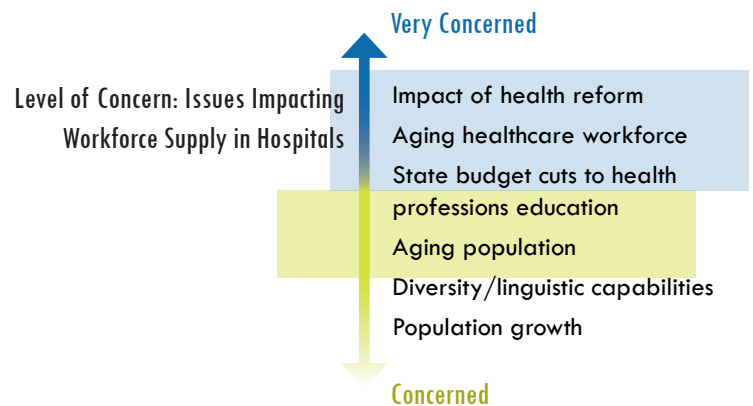 Very Concerned
Level of Concern: Issues Impacting
Workforce Supply in Hospitals
Impact of health reform
Aging healthcare workforce
State budget cuts to health
professions education
Aging population
Diversity/linguistic capabilities
Population growth
Concerned